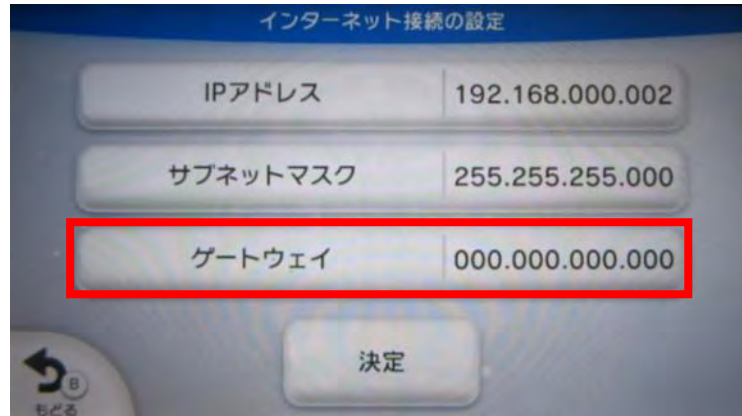 インターネット接続の設定
IPアドレス 192.168.000.002
サブネットマスク 255.255.255.000
ゲートウェイ 000.000.000.000
決定
B
もどる